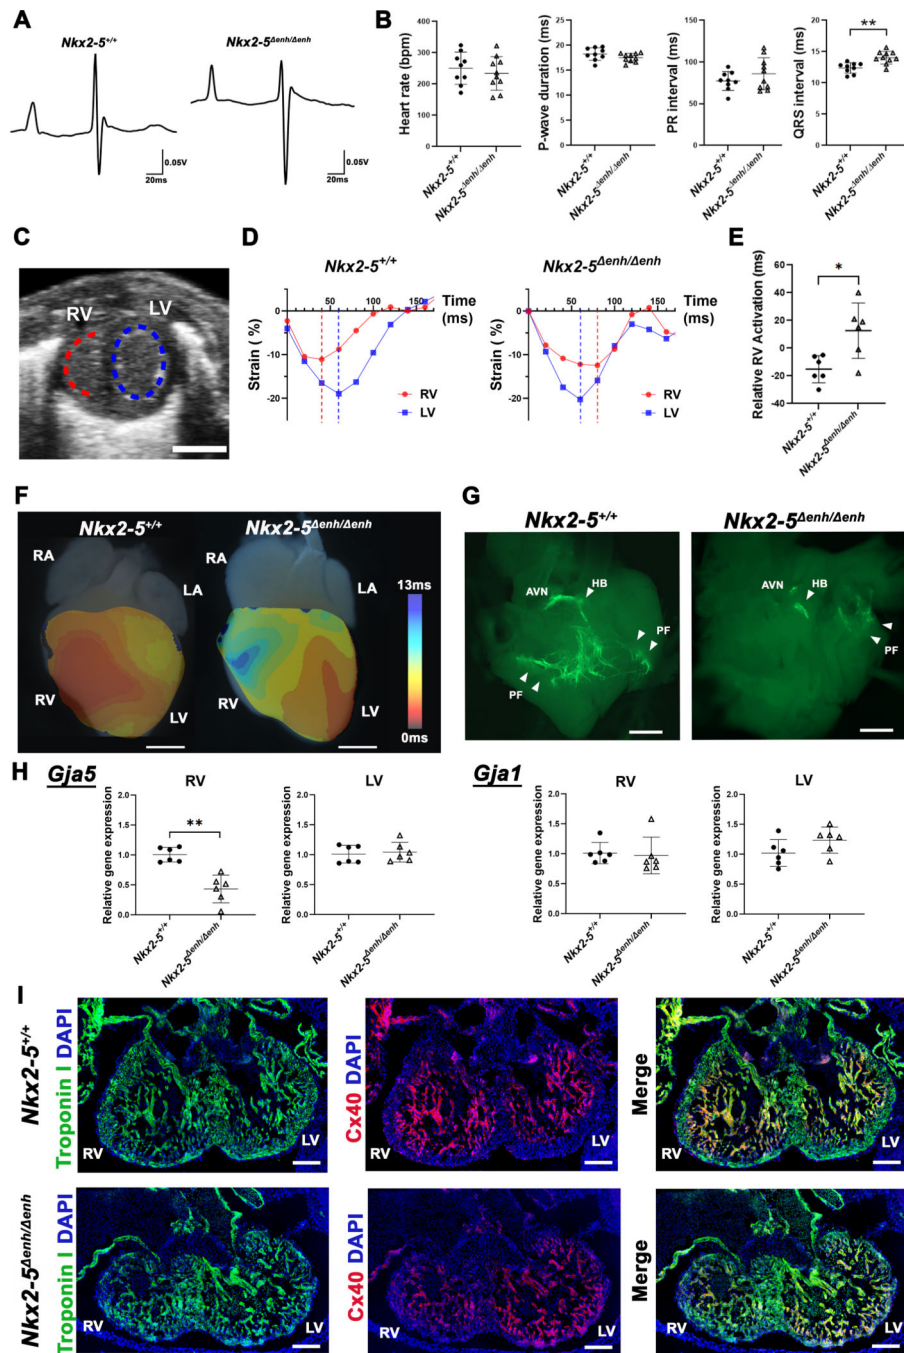 A
Nkx2-5+/+
Nkx2-5Δenh/Δenh
0.05V
20ms
0.05V
20ms
B
Heart rate (bpm)
400
300
200
100
0
Nkx2-5+/+
Nkx2-5Δenh/Δenh
P-wave duration (ms)
25
20
15
10
5
0
Nkx2-5+/+
Nkx2-5Δenh/Δenh
PR interval (ms)
150
100
50
0
Nkx2-5+/+
Nkx2-5Δenh/Δenh
QRS interval (ms)
20
15
10
5
0
**
Nkx2-5+/+
Nkx2-5Δenh/Δenh
C
RV
LV
D
Nkx2-5+/+
50
100
150
Time
(ms)
0
-10
-20
Strain (%)
RV
LV
Nkx2-5Δenh/Δenh
50
100
150
Time
(ms)
0
-10
-20
Strain (%)
RV
LV
E
Relative RV Activation (ms)
60
40
20
0
-20
-40
*
Nkx2-5+/+
Nkx2-5Δenh/Δenh
F
Nkx2-5+/+
Nkx2-5Δenh/Δenh
RA
LA
RV
LV
RV
LV
13ms
0ms
G
Nkx2-5+/+
Nkx2-5Δenh/Δenh
AVN
HB
PF
PF
AVN
HB
PF
H
Gja5
RV
Relative gene expression
2.0
1.5
1.0
0.5
0.0
**
Nkx2-5+/+
Nkx2-5Δenh/Δenh
LV
Relative gene expression
2.0
1.5
1.0
0.5
0.0
Nkx2-5+/+
Nkx2-5Δenh/Δenh
Gja1
RV
Relative gene expression
2.0
1.5
1.0
0.5
0.0
Nkx2-5+/+
Nkx2-5Δenh/Δenh
LV
Relative gene expression
2.0
1.5
1.0
0.5
0.0
Nkx2-5+/+
Nkx2-5Δenh/Δenh
I
Nkx2-5+/+
Troponin I DAPI
RV
LV
Cx40 DAPI
RV
LV
Merge
RV
LV
Nkx2-5Δenh/Δenh
Troponin I DAPI
RV
LV
Cx40 DAPI
RV
LV
Merge
RV
LV